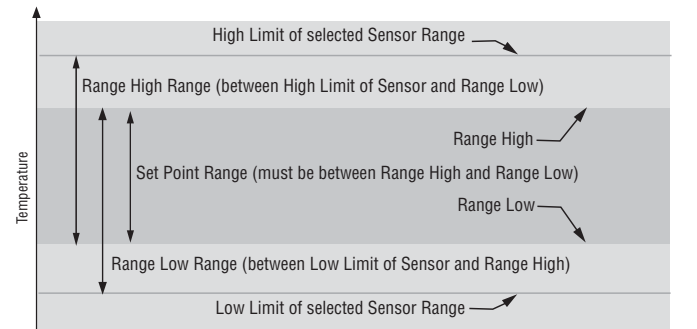 High Limit of selected Sensor Range
Range High Range (between High Limit of Sensor and Range Low)
Range High
Temperature
Set Point Range (must be between Range High and Range Low)
Range Low
Range Low Range (between Low Limit of Sensor and Range High)
Low Limit of selected Sensor Range